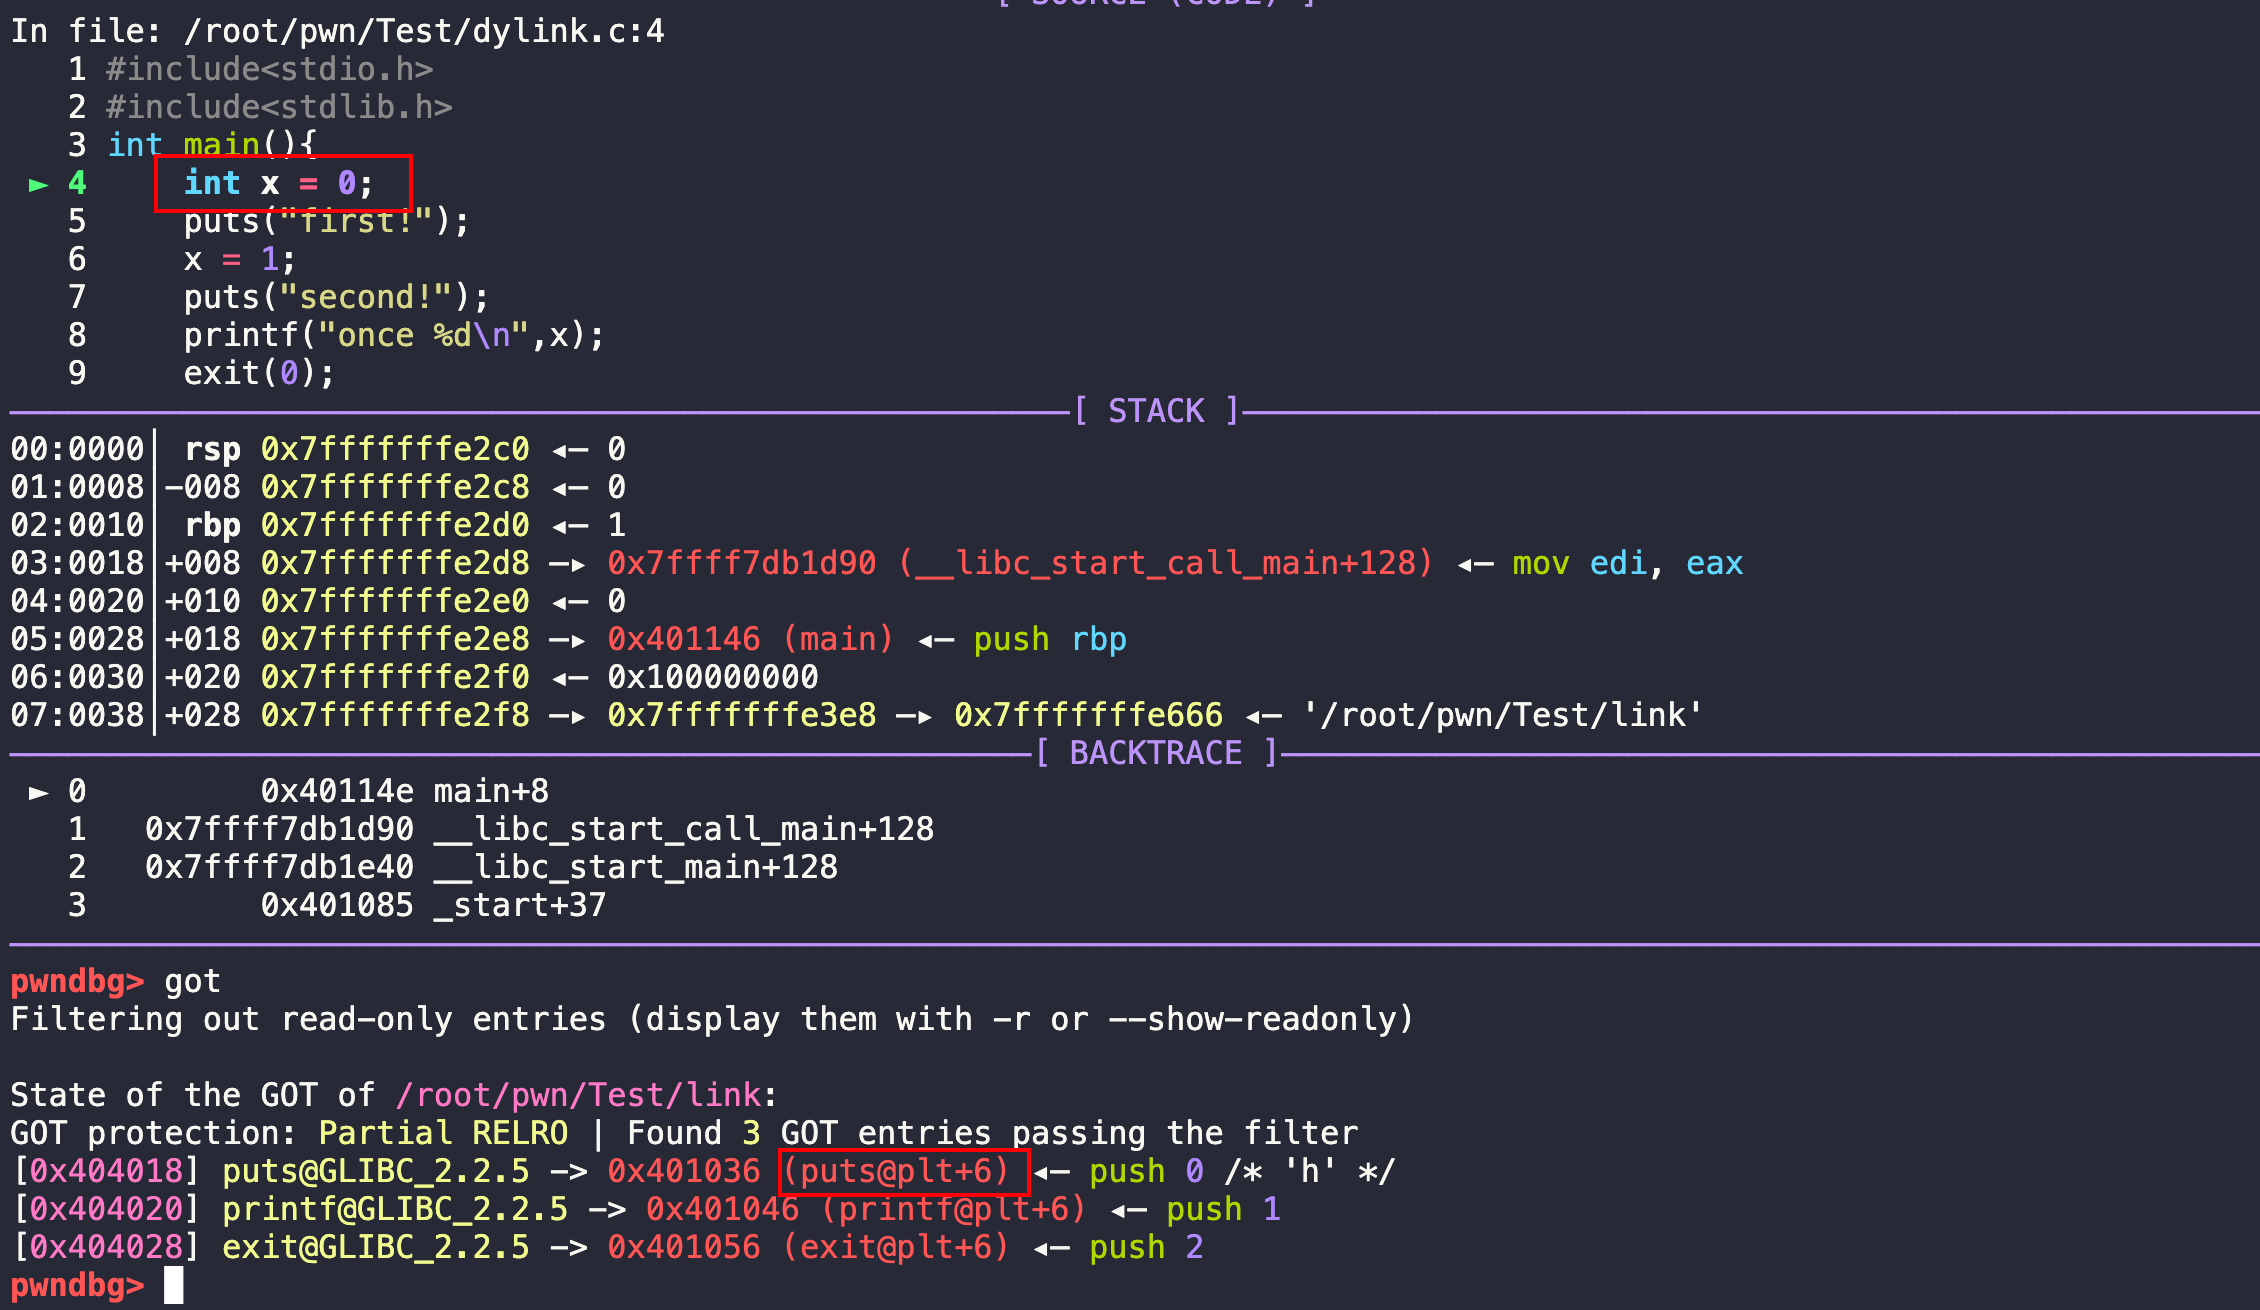 [ SOURCE (CODE) ]
In file: /root/pwn/Test/dylink.c:4
   1 #include<stdio.h>
   2 #include<stdlib.h>
   3 int main(){
 ► 4     int x = 0;
   5     puts("first!");
   6     x = 1;
   7     puts("second!");
   8     printf("once %d\n",x);
   9     exit(0);
[ STACK ]
00:0000│ rsp 0x7fffffffe2c0 ◂— 0
01:0008│-008 0x7fffffffe2c8 ◂— 0
02:0010│ rbp 0x7fffffffe2d0 ◂— 1
03:0018│+008 0x7fffffffe2d8 —▸ 0x7ffff7db1d90 (__libc_start_call_main+128) ◂— mov edi, eax
04:0020│+010 0x7fffffffe2e0 ◂— 0
05:0028│+018 0x7fffffffe2e8 —▸ 0x401146 (main) ◂— push rbp
06:0030│+020 0x7fffffffe2f0 ◂— 0x100000000
07:0038│+028 0x7fffffffe2f8 —▸ 0x7fffffffe3e8 —▸ 0x7fffffffe666 ◂— '/root/pwn/Test/link'
[ BACKTRACE ]
 ► 0         0x40114e main+8
   1   0x7ffff7db1d90 __libc_start_call_main+128
   2   0x7ffff7db1e40 __libc_start_main+128
   3         0x401085 _start+37
pwndbg> got
Filtering out read-only entries (display them with -r or --show-readonly)
State of the GOT of /root/pwn/Test/link:
GOT protection: Partial RELRO | Found 3 GOT entries passing the filter
[0x404018] puts@GLIBC_2.2.5 -> 0x401036 (puts@plt+6) ◂— push 0 /* 'h' */
[0x404020] printf@GLIBC_2.2.5 -> 0x401046 (printf@plt+6) ◂— push 1
[0x404028] exit@GLIBC_2.2.5 -> 0x401056 (exit@plt+6) ◂— push 2
pwndbg>